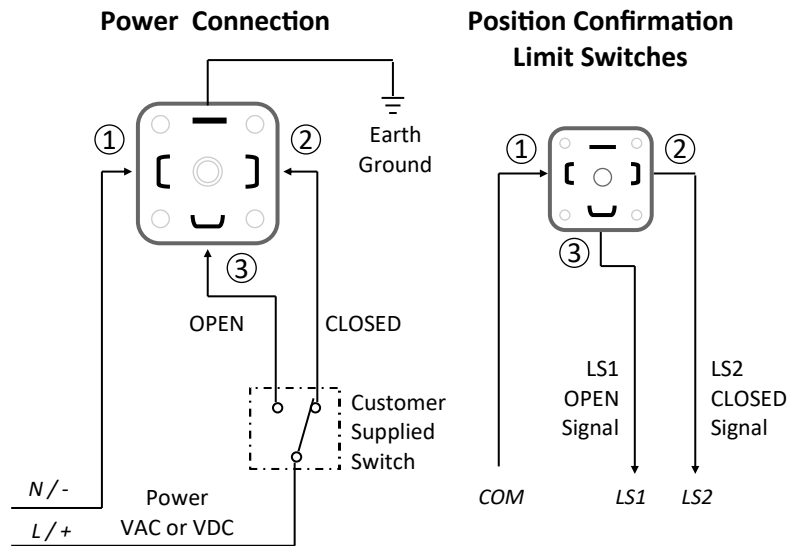 Power Connection
①
②
③
Earth
Ground
OPEN
CLOSED
Customer
Supplied
Switch
N / -
Power
L / +
VAC or VDC
Position Confirmation
Limit Switches
①
②
③
LS1
OPEN
Signal
LS2
CLOSED
Signal
COM
LS1
LS2